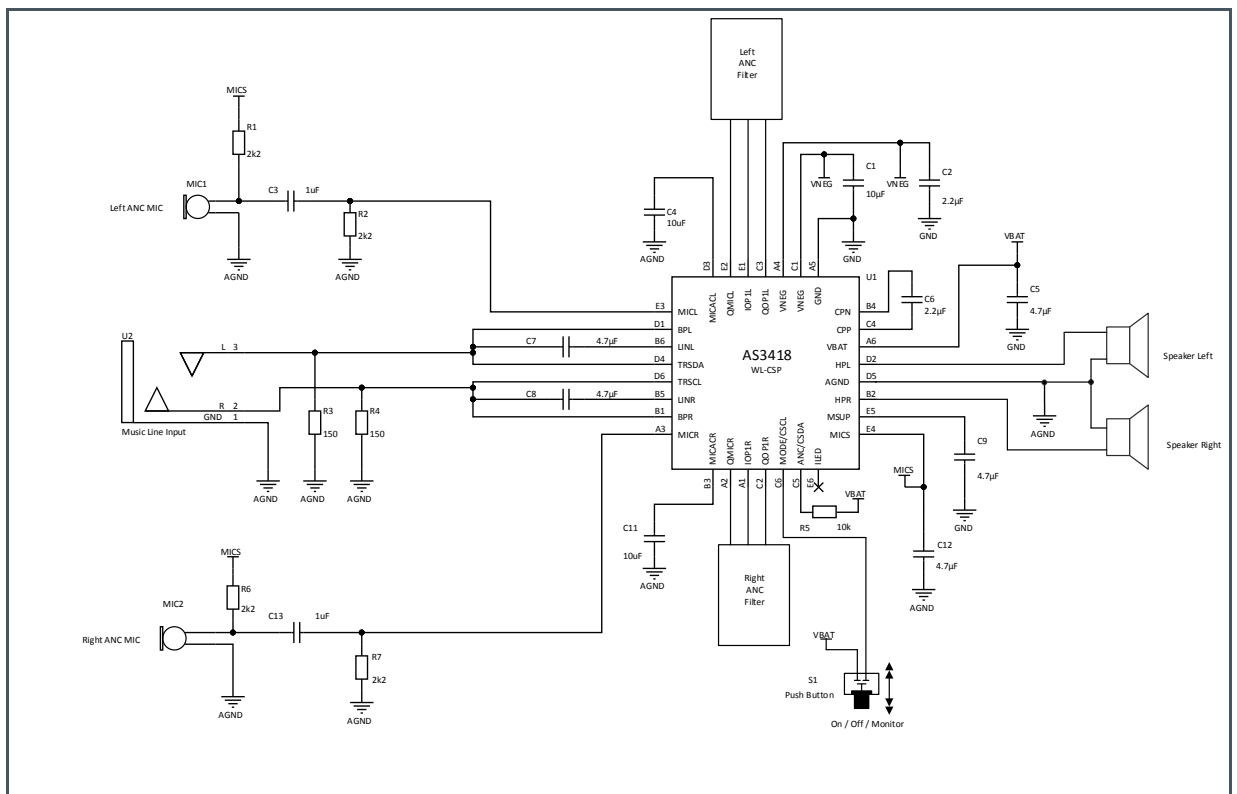 Left
ANC
Filter
MICS
R1
2k2
MIC1
Left ANC MIC
C3
1uF
R2
2k2
AGND
AGND
C4
10uF
AGND
VNEG
C1
10µF
GND
VNEG
C2
2.2µF
GND
VBAT
C5
4.7µF
GND
D3
E2
E1
C3
A4
C1
A5
U1
MICACL
QMICL
IOP1L
QOP1L
VNEG
VNEG
GND
E3
MICL
D1
BPL
B6
LINL
D4
TRSDA
D6
TRSCL
B5
LINR
B1
BPR
A3
MICR
AS3418
WL-CSP
CPN
B4
CPP
C4
VBAT
A6
HPL
D2
AGND
D5
HPR
B2
MSUP
E5
MICS
E4
C6
2.2µF
Speaker Left
AGND
Speaker Right
C9
4.7µF
GND
MICS
C12
4.7µF
AGND
U2
L 3
R 2
GND 1
Music Line Input
AGND
R3
150
AGND
R4
150
AGND
C7
4.7µF
C8
4.7µF
MICACR
QMICR
IOP1R
QOP1R
MODE/CSCL
ANC/CSDA
ILED
B3
A2
A1
C2
C6
C5
E6
VBAT
R5
10k
C11
10uF
AGND
Right
ANC
Filter
MICS
R6
2k2
MIC2
Right ANC MIC
C13
1uF
R7
2k2
AGND
AGND
VBAT
S1
Push Button
On / Off / Monitor